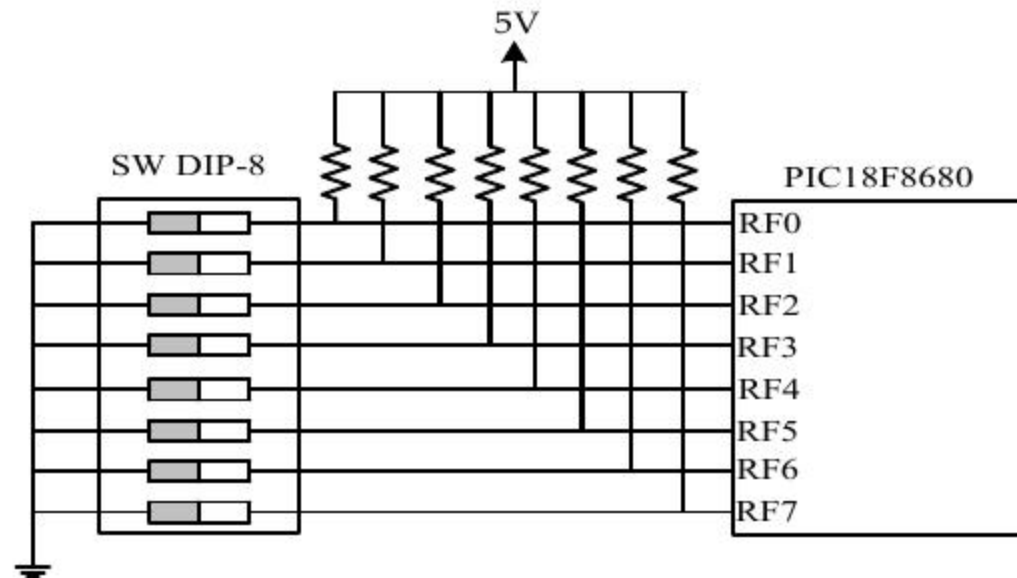 5V
SW DIP-8
PIC18F8680
RF0
RF1
RF2
RF3
RF4
RF5
RF6
RF7